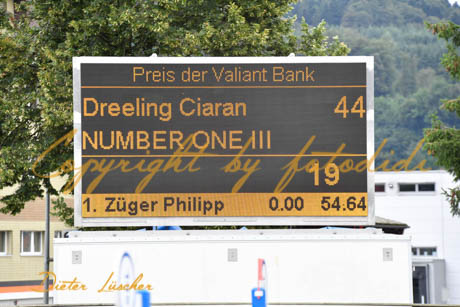 Preis der Valiant Bank
Dreeling Ciaran 44
NUMBER ONE III
Copyright by fotodidi
19
1. Züger Philipp 0.00 54.64
Dieter Lüscher